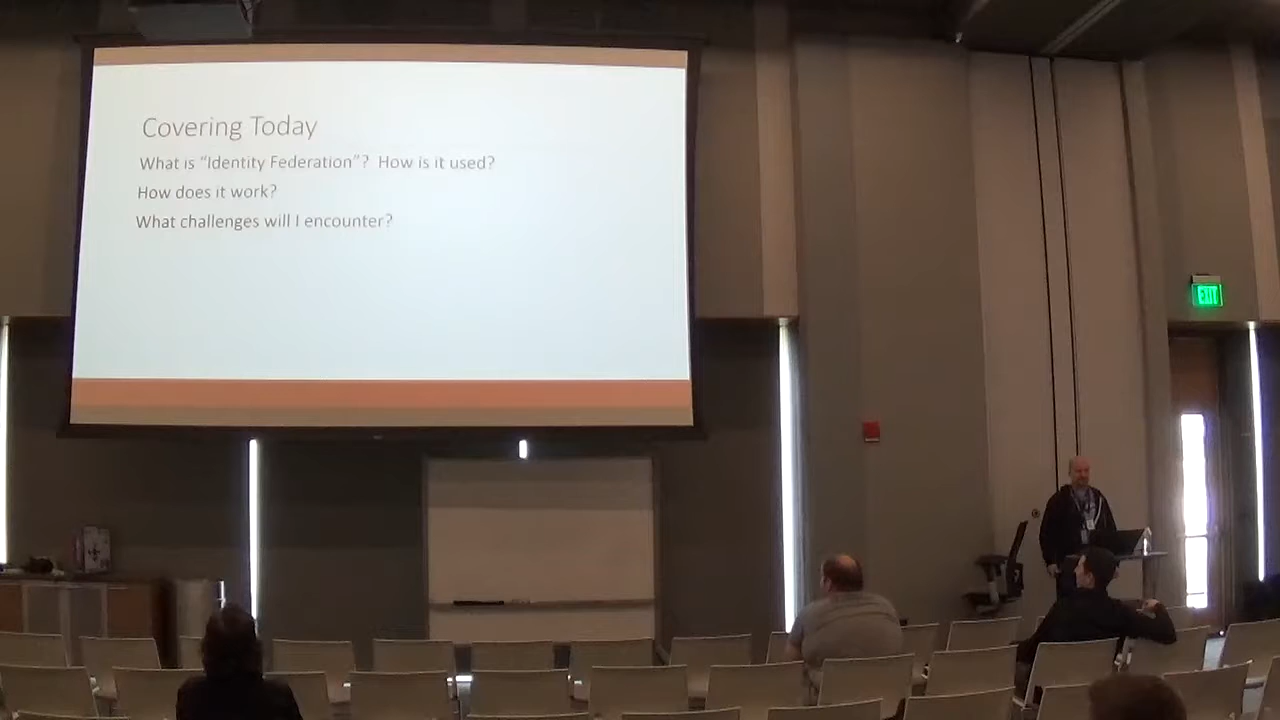 Covering Today
What is “Identity Federation”?  How is it used?
How does it work?
What challenges will I encounter?
EXIT